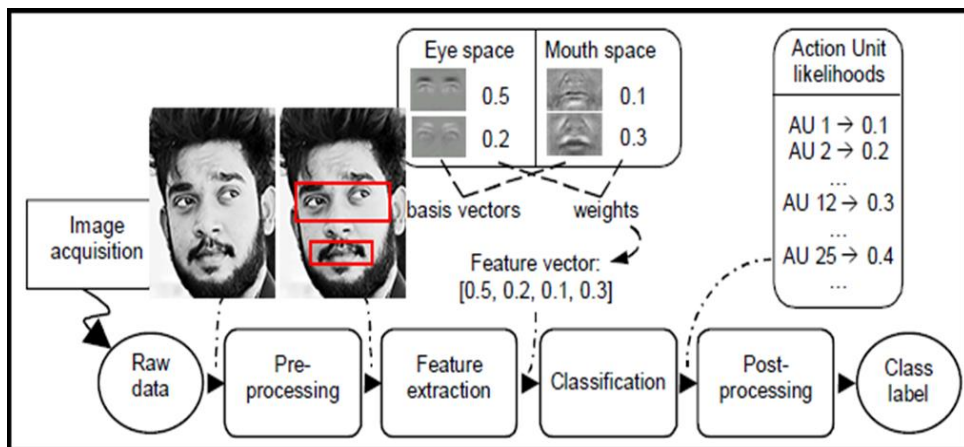 Eye space
0.5
0.2
Mouth space
0.1
0.3
Action Unit
likelihoods
AU 1 → 0.1
AU 2 → 0.2
...
AU 12 → 0.3
...
AU 25 → 0.4
...
basis vectors
weights
Image
acquisition
Feature vector:
[0.5, 0.2, 0.1, 0.3]
Raw
data
Pre-
processing
Feature
extraction
Classification
Post-
processing
Class
label